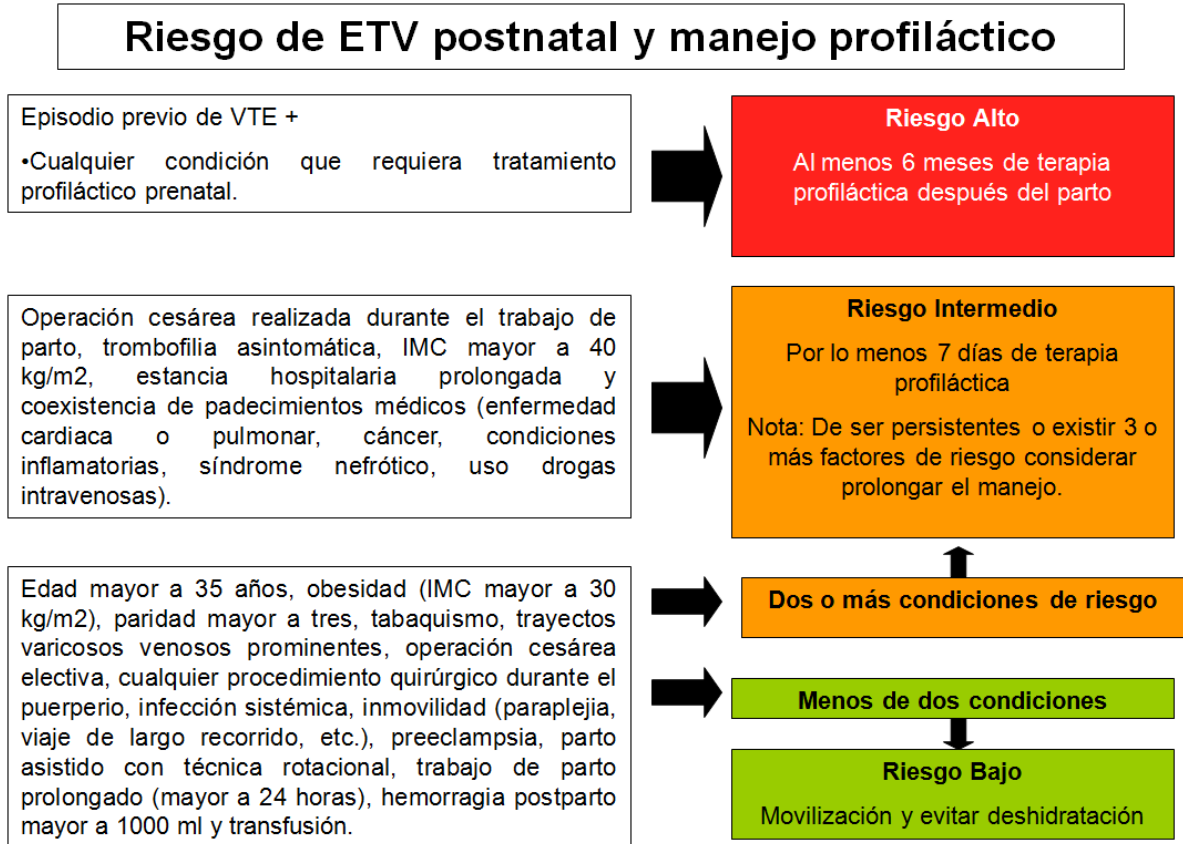 Riesgo de ETV postnatal y manejo profiláctico
Episodio previo de VTE +
•Cualquier condición que requiera tratamiento
profiláctico prenatal.
Riesgo Alto
Al menos 6 meses de terapia
profiláctica después del parto
Operación cesárea realizada durante el trabajo de
parto, trombofilia asintomática, IMC mayor a 40
kg/m2, estancia hospitalaria prolongada y
coexistencia de padecimientos médicos (enfermedad
cardiaca o pulmonar, cáncer, condiciones
inflamatorias, síndrome nefrótico, uso drogas
intravenosas).
Riesgo Intermedio
Por lo menos 7 días de terapia
profiláctica
Nota: De ser persistentes o existir 3 o
más factores de riesgo considerar
prolongar el manejo.
Edad mayor a 35 años, obesidad (IMC mayor a 30
kg/m2), paridad mayor a tres, tabaquismo, trayectos
varicosos venosos prominentes, operación cesárea
electiva, cualquier procedimiento quirúrgico durante el
puerperio, infección sistémica, inmovilidad (paraplejia,
viaje de largo recorrido, etc.), preeclampsia, parto
asistido con técnica rotacional, trabajo de parto
prolongado (mayor a 24 horas), hemorragia postparto
mayor a 1000 ml y transfusión.
Dos o más condiciones de riesgo
Menos de dos condiciones
Riesgo Bajo
Movilización y evitar deshidratación